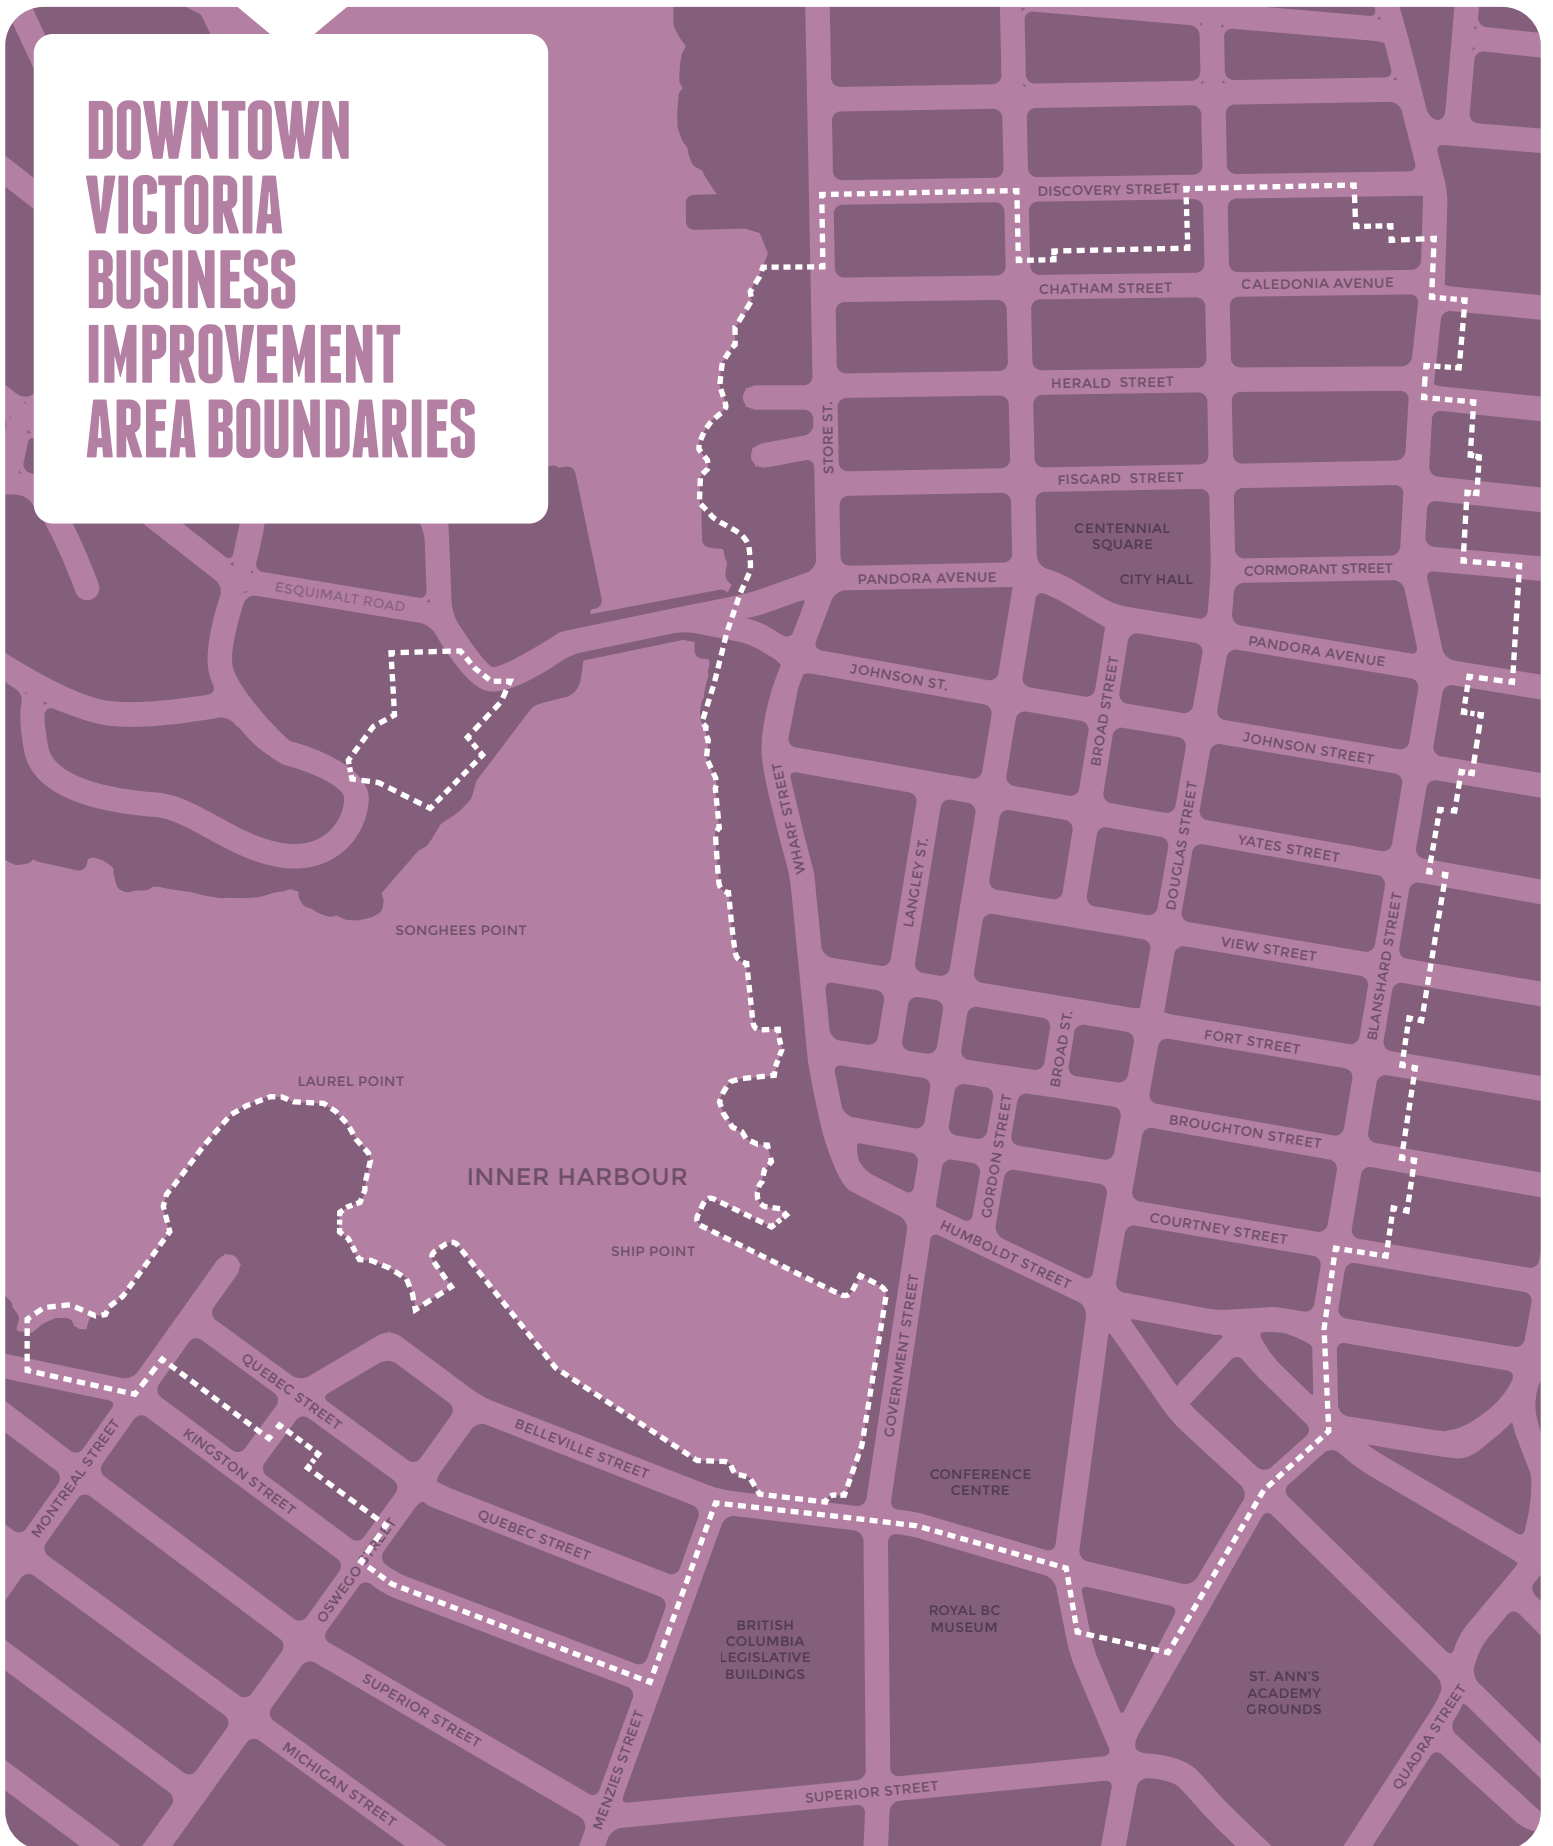 DOWNTOWN
VICTORIA
BUSINESS
IMPROVEMENT
AREA BOUNDARIES
DISCOVERY STREET
CHATHAM STREET
CALEDONIA AVENUE
HERALD STREET
STORE ST.
FISGARD STREET
CENTENNIAL
SQUARE
CITY HALL
PANDORA AVENUE
CORMORANT STREET
ESQUIMALT ROAD
PANDORA AVENUE
JOHNSON ST.
BROAD STREET
JOHNSON STREET
WHARF STREET
DOUGLAS STREET
YATES STREET
LANGLEY ST.
BLANSHARD STREET
SONGHEES POINT
VIEW STREET
FORT STREET
BROAD ST.
LAUREL POINT
BROUGHTON STREET
GORDON STREET
INNER HARBOUR
COURTNEY STREET
SHIP POINT
HUMBOLDT STREET
GOVERNMENT STREET
QUEBEC STREET
BELLEVILLE STREET
KINGSTON STREET
MONTREAL STREET
CONFERENCE
CENTRE
QUEBEC STREET
OSWEGO STREET
BRITISH
COLUMBIA
LEGISLATIVE
BUILDINGS
ROYAL BC
MUSEUM
ST. ANN'S
ACADEMY
GROUNDS
SUPERIOR STREET
MENZIES STREET
QUADRA STREET
MICHIGAN STREET
SUPERIOR STREET